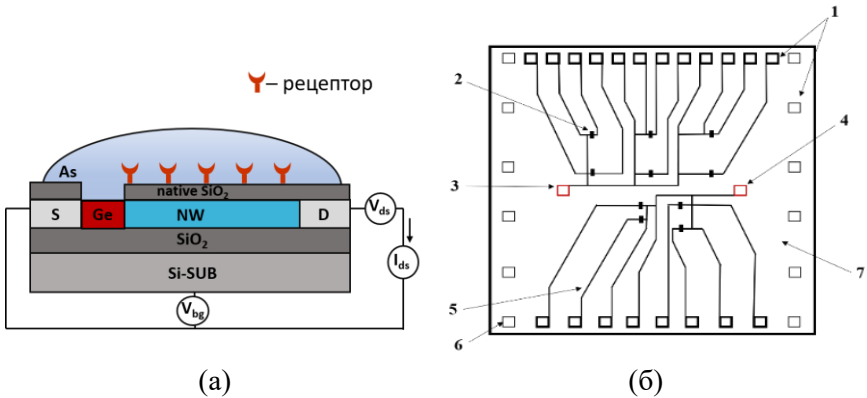 – рецептор
As
native SiO₂
S
Ge
NW
D
Vds
SiO₂
Ids
Si-SUB
Vbg
(а)
1
2
3
4
5
6
7
(б)